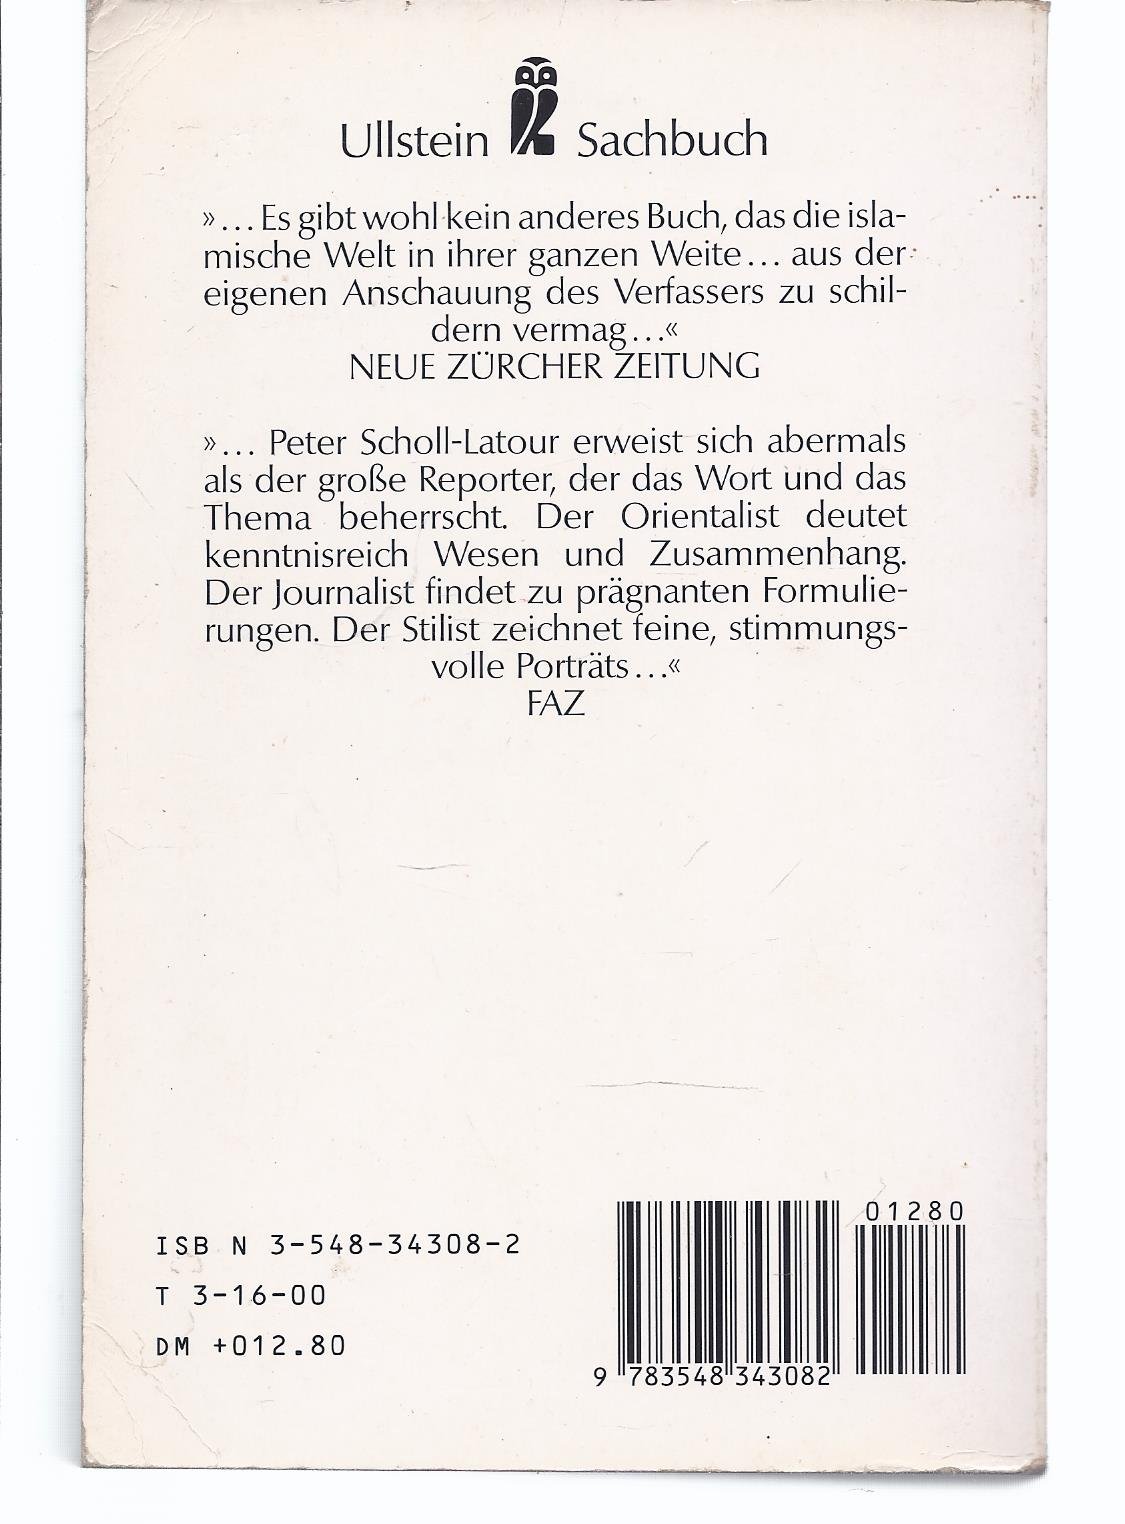 Ullstein Sachbuch
»... Es gibt wohl kein anderes Buch, das die isla-
mische Welt in ihrer ganzen Weite... aus der
eigenen Anschauung des Verfassers zu schil-
dern vermag...«
NEUE ZÜRCHER ZEITUNG
»... Peter Scholl-Latour erweist sich abermals
als der große Reporter, der das Wort und das
Thema beherrscht. Der Orientalist deutet
kenntnisreich Wesen und Zusammenhang.
Der Journalist findet zu prägnanten Formulie-
rungen. Der Stilist zeichnet feine, stimmungs-
volle Porträts...«
FAZ
ISB N 3-548-34308-2
T 3-16-00
DM +012.80
01280
9 783548 343082